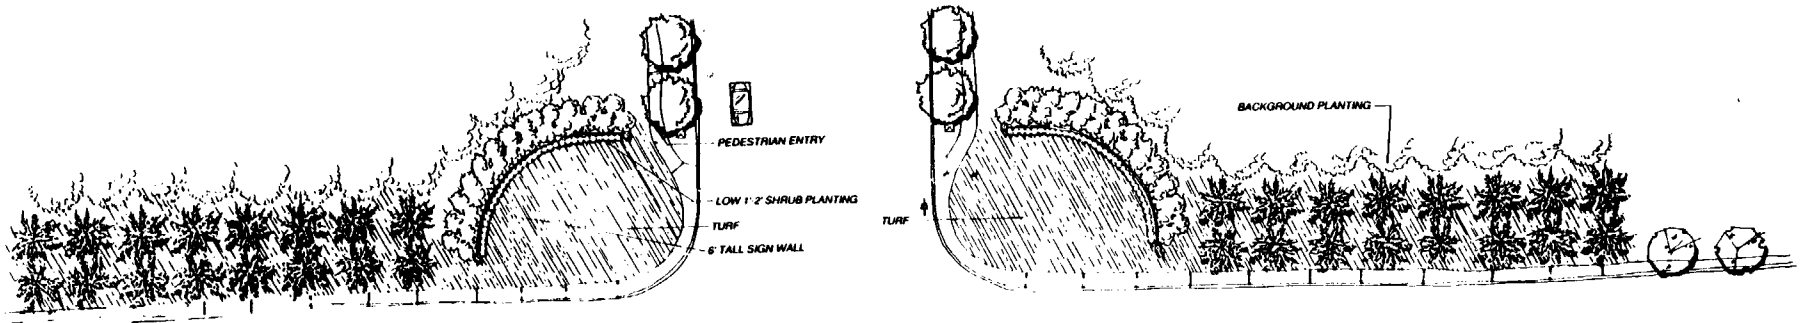 BACKGROUND PLANTING
PEDESTRIAN ENTRY
LOW 1' 2' SHRUB PLANTING
TURF
TURF
6' TALL SIGN WALL